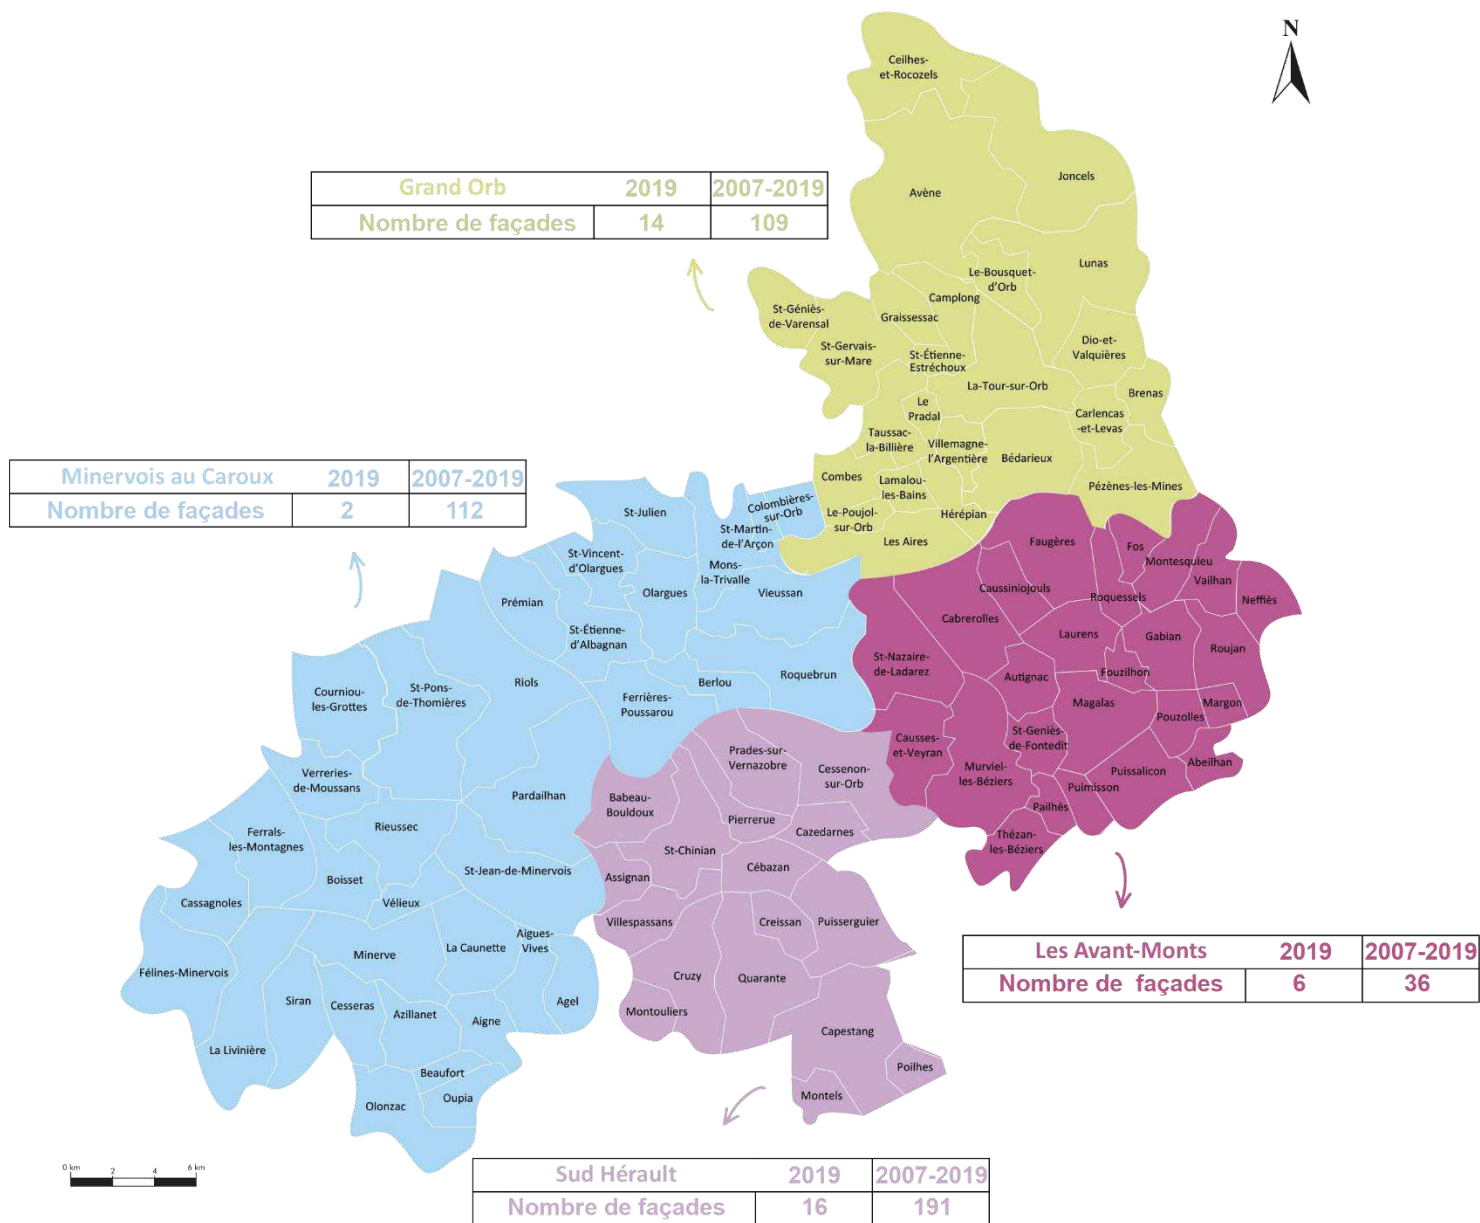 N
Ceilhes-
et-Rocozels
Joncels
Avène
Grand Orb 2019 2007-2019
Nombre de façades 14 109
Lunas
Le-Bousquet-
d'Orb
Camplong
St-Géniès-
de-Varensal
Graissessac
St-Gervais-
sur-Mare
St-Étienne-
Estréchoux
Dio-et-
Valquières
La-Tour-sur-Orb
Brenas
Le
Pradal
Carlencas
-et-Levas
Taussac-
la-Billière
Villemagne-
l'Argentière
Bédarieux
Combes
Lamalou-
les-Bains
Pézènes-les-Mines
Le-Poujol-
sur-Orb
Hérépian
Les Aires
Minervois au Caroux 2019 2007-2019
Nombre de façades 2 112
St-Julien
Colombières-
sur-Orb
St-Martin-
de-l'Arçon
St-Vincent-
d'Olargues
Mons-
la-Trivalle
Olargues
Vieussan
Prémian
St-Étienne-
d'Albagnan
Roquebrun
Berlou
Ferrières-
Poussarou
Riols
St-Pons-
de-Thomières
Courniou-
les-Grottes
Verreries-
de-Moussans
Pardailhan
Rieussec
Ferrals-
les-Montagnes
Boisset
St-Jean-de-Minervois
Cassagnoles
Vélieux
Aigues-
Vives
La Caunette
Minerve
Félines-Minervois
Siran
Cesseras
Azillanet
Aigne
Agel
La Livinière
Beaufort
Oupia
Olonzac
Faugères
Fos
Montesquieu
Vailhan
Neffiès
Caussiniojouls
Roquessels
Cabrerolles
Laurens
Gabian
Roujan
St-Nazaire-
de-Ladarez
Autignac
Fouzilhon
Magalas
Margon
Pouzolles
Causses-
et-Veyran
St-Geniès-
de-Fontedit
Murviel-
les-Béziers
Puissalicon
Abeilhan
Puimisson
Pailhès
Thézan-
les-Béziers
Les Avant-Monts 2019 2007-2019
Nombre de façades 6 36
Prades-sur-
Vernazobre
Cessenon-
sur-Orb
Babeau-
Bouldoux
Pierrerue
Cazedarnes
St-Chinian
Cébazan
Assignan
Villespassans
Creissan
Puisserguier
Cruzy
Quarante
Montouliers
Capestang
Poilhes
Montels
0 km 2 4 6 km
Sud Hérault 2019 2007-2019
Nombre de façades 16 191